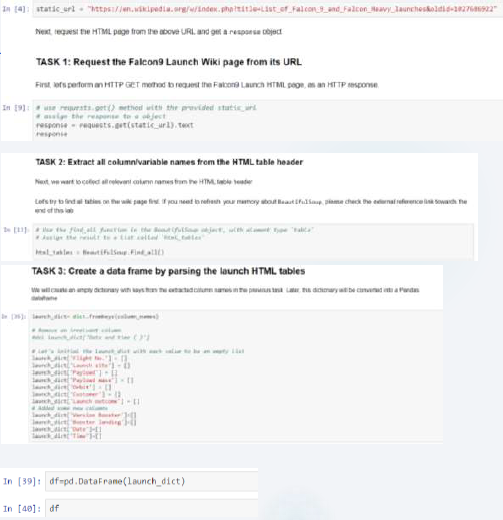 In [4]: static_url = "https://en.wikipedia.org/w/index.php?title=List_of_Falcon_9_and_Falcon_Heavy_launches&oldid=1027686922"
Next, request the HTML page from the above URL and get a response object
TASK 1: Request the Falcon9 Launch Wiki page from its URL
First, let's perform an HTTP GET method to request the Falcon9 Launch HTML page, as an HTTP response.
In [9]: # use requests.get() method with the provided static_url
# assign the response to a object
response = requests.get(static_url).text
response
TASK 2: Extract all column/variable names from the HTML table header
Next, we want to collect all relevant column names from the HTML table header
Let's try to find all tables on the wiki page first. If you need to refresh your memory about BeautifulSoup, please check the external reference link towards the
end of this lab
# Use the find_all function in the BeautifulSoup object, with element type `table`
# Assign the result to a list called `html_tables`
html_tables = BeautifulSoup.find_all()
TASK 3: Create a data frame by parsing the launch HTML tables
We will create an empty dictionary with keys from the extracted column names in the previous task. Later, this dictionary will be converted into a Pandas
dataframe
launch_dict= dict.fromkeys(column_names)
# Remove an irrelvant column
launch_dict['Date and time ( )']
# Let's initial the launch_dict with each value to be an empty list
launch_dict['Flight No.'] = []
launch_dict['Launch site'] = []
launch_dict['Payload'] = []
launch_dict['Payload mass'] = []
launch_dict['Orbit'] = []
launch_dict['Customer'] = []
launch_dict['Launch outcome'] = []
# Added some new columns
launch_dict['Version Booster']=[]
launch_dict['Booster landing']=[]
launch_dict['Date']=[]
launch_dict['Time']=[]
In [39]: df=pd.DataFrame(launch_dict)
In [40]: df